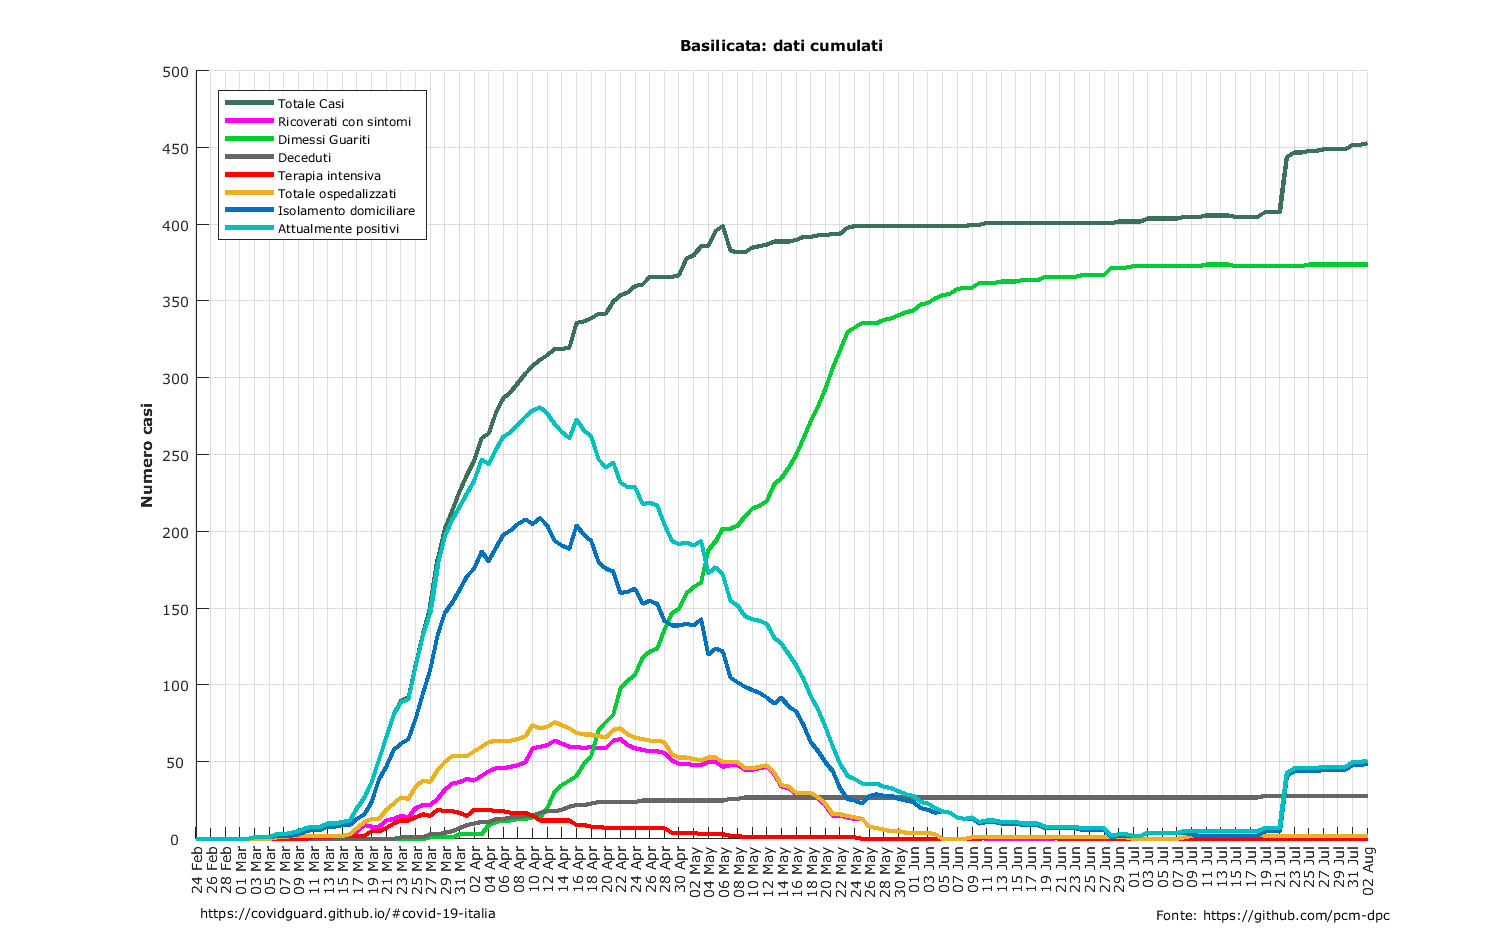 Basilicata: dati cumulati
Numero casi
500
450
400
350
300
250
200
150
100
50
0
Totale Casi
Ricoverati con sintomi
Dimessi Guariti
Deceduti
Terapia intensiva
Totale ospedalizzati
Isolamento domiciliare
Attualmente positivi
24 Feb
26 Feb
28 Feb
01 Mar
03 Mar
05 Mar
07 Mar
09 Mar
11 Mar
13 Mar
15 Mar
17 Mar
19 Mar
21 Mar
23 Mar
25 Mar
27 Mar
29 Mar
31 Mar
02 Apr
04 Apr
06 Apr
08 Apr
10 Apr
12 Apr
14 Apr
16 Apr
18 Apr
20 Apr
22 Apr
24 Apr
26 Apr
28 Apr
30 Apr
02 May
04 May
06 May
08 May
10 May
12 May
14 May
16 May
18 May
20 May
22 May
24 May
26 May
28 May
30 May
01 Jun
03 Jun
05 Jun
07 Jun
09 Jun
11 Jun
13 Jun
15 Jun
17 Jun
19 Jun
21 Jun
23 Jun
25 Jun
27 Jun
29 Jun
01 Jul
03 Jul
05 Jul
07 Jul
09 Jul
11 Jul
13 Jul
15 Jul
17 Jul
19 Jul
21 Jul
23 Jul
25 Jul
27 Jul
29 Jul
31 Jul
02 Aug
https://covidguard.github.io/#covid-19-italia
Fonte: https://github.com/pcm-dpc